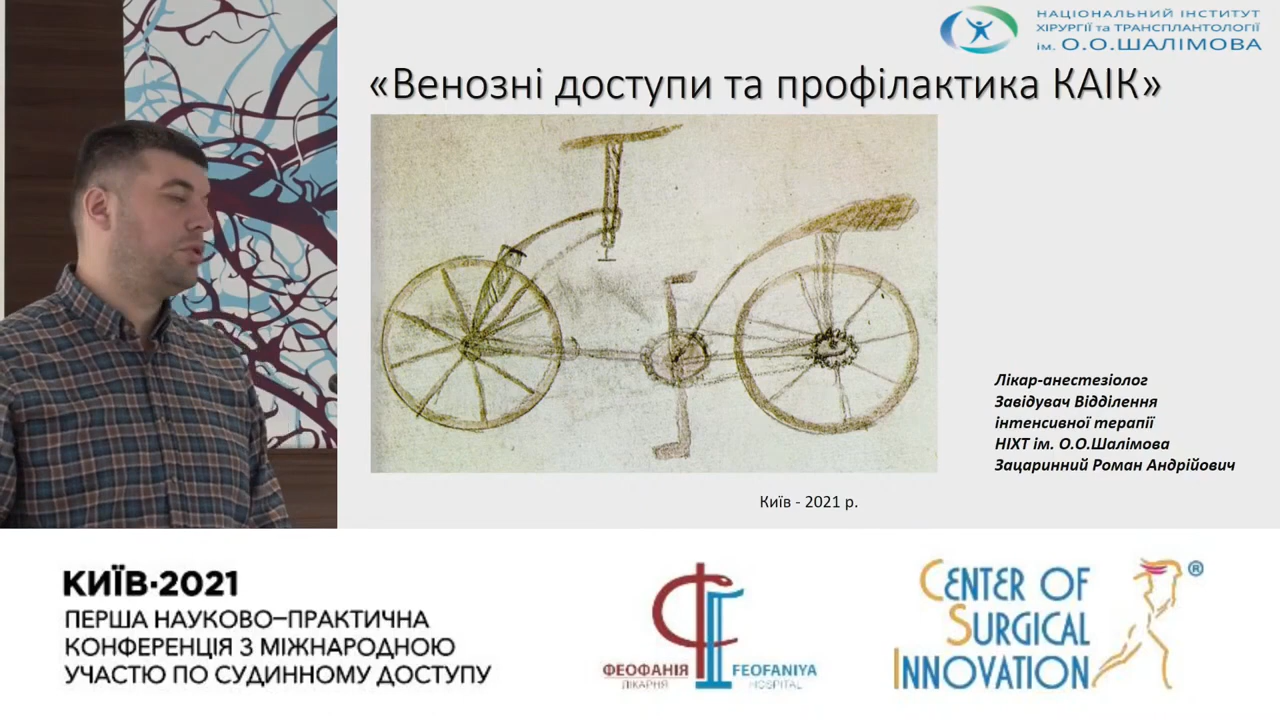 НАЦІОНАЛЬНИЙ ІНСТИТУТ
ХІРУРГІЇ та ТРАНСПЛАНТОЛОГІЇ
ім. О.О.ШАЛІМОВА
«Венозні доступи та профілактика КАІК»
Лікар-анестезіолог
Завідувач Відділення
інтенсивної терапії
НІХТ ім. О.О.Шалімова
Зацаринний Роман Андрійович
Київ - 2021 р.
КИЇВ·2021
ПЕРША НАУКОВО–ПРАКТИЧНА
КОНФЕРЕНЦІЯ З МІЖНАРОДНОЮ
УЧАСТЮ ПО СУДИННОМУ ДОСТУПУ
ФЕОФАНІЯ
ЛІКАРНЯ
FEOFANIYA
HOSPITAL
CENTER OF
SURGICAL
INNOVATION
®